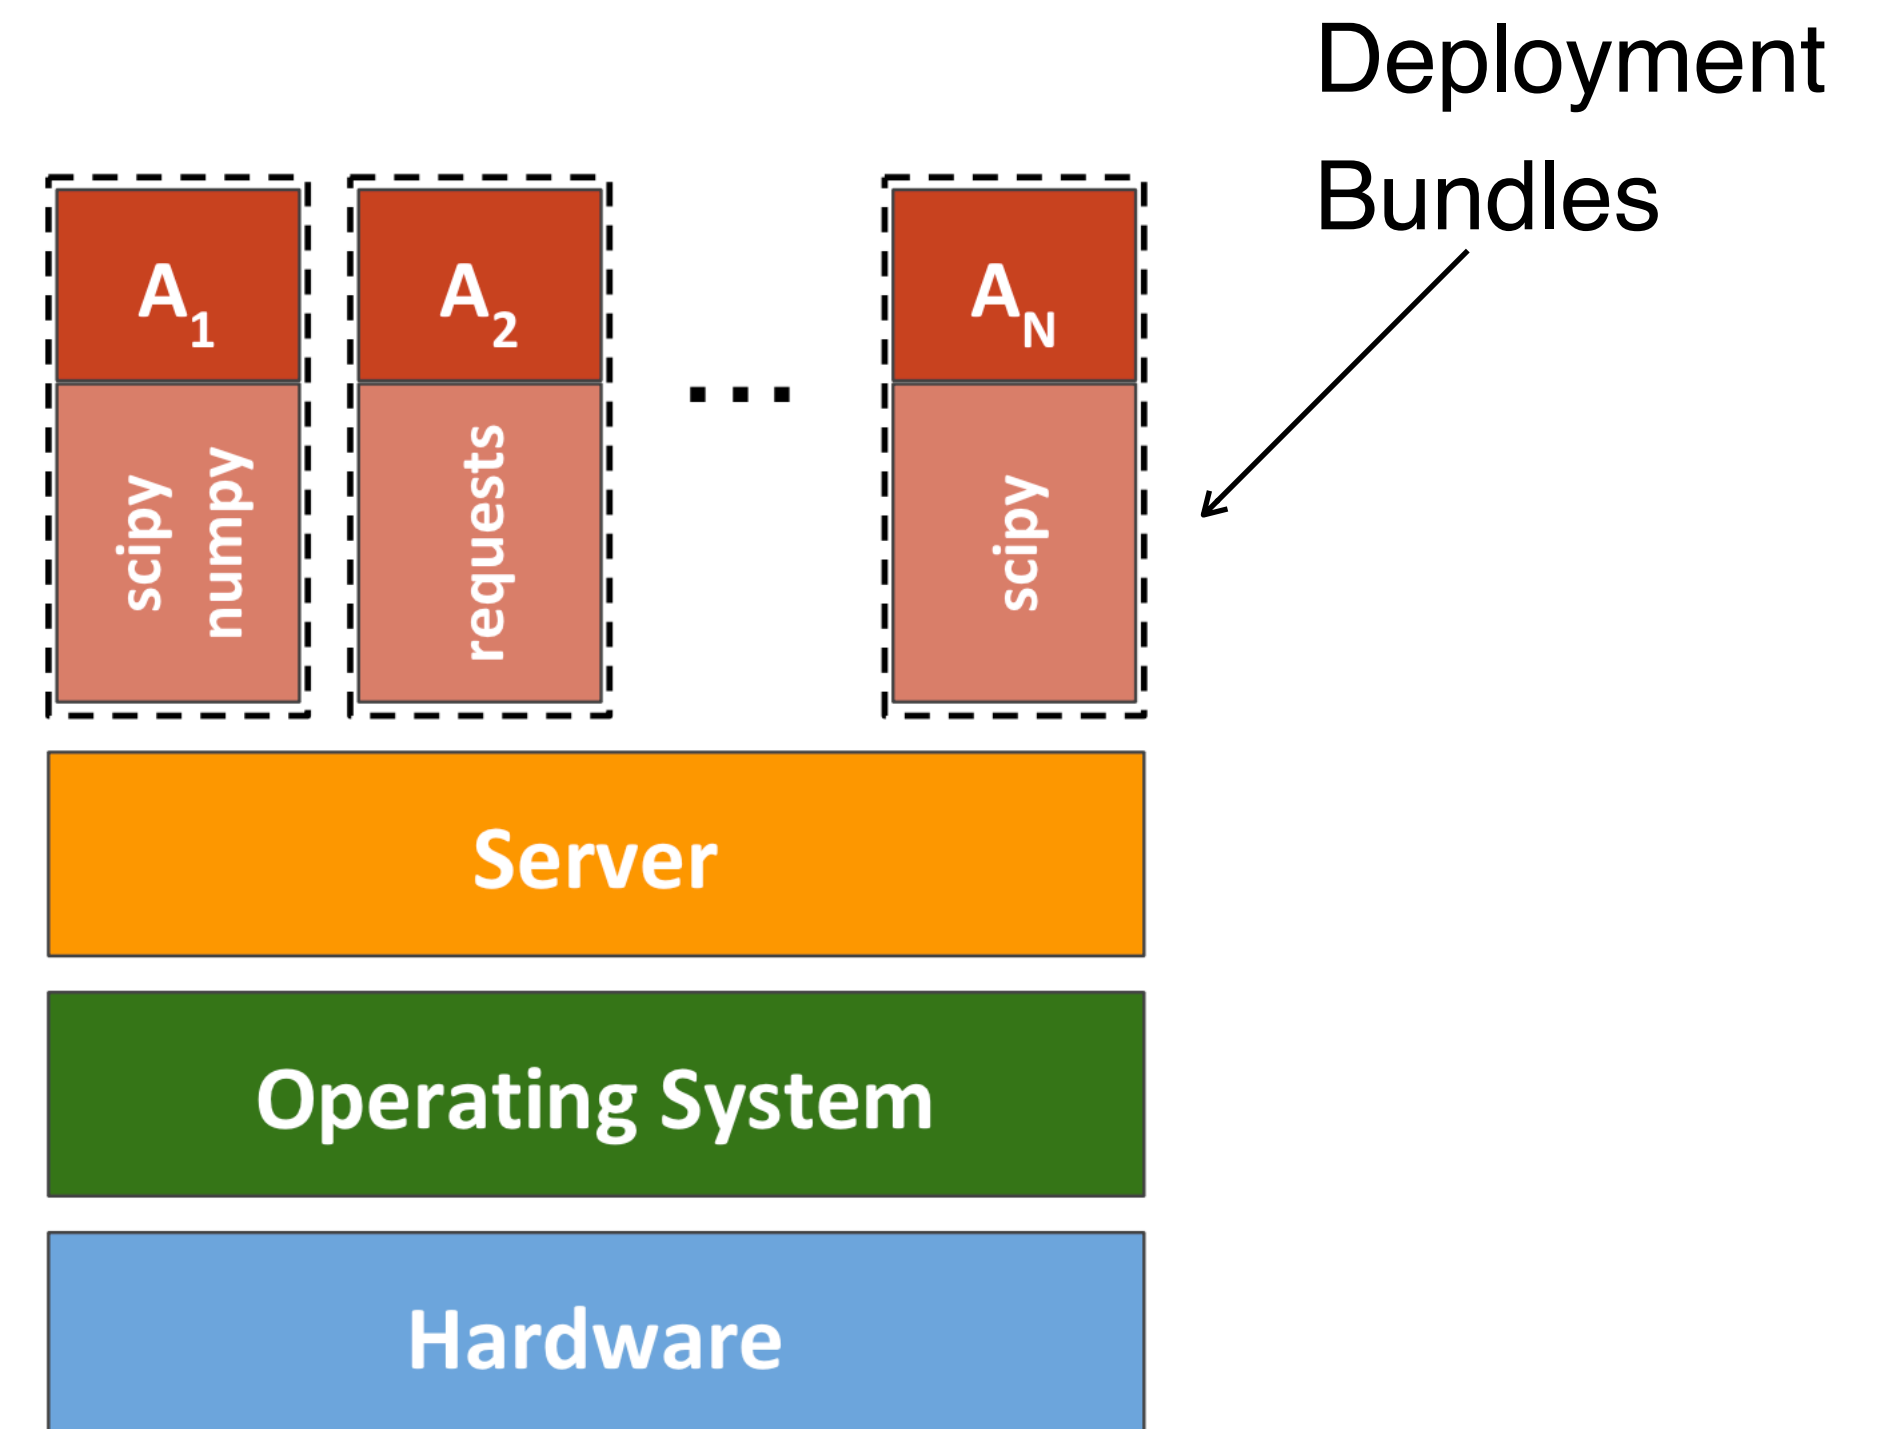 Deployment
Bundles
A1
A2
...
AN
scipy
numpy
requests
scipy
Server
Operating System
Hardware